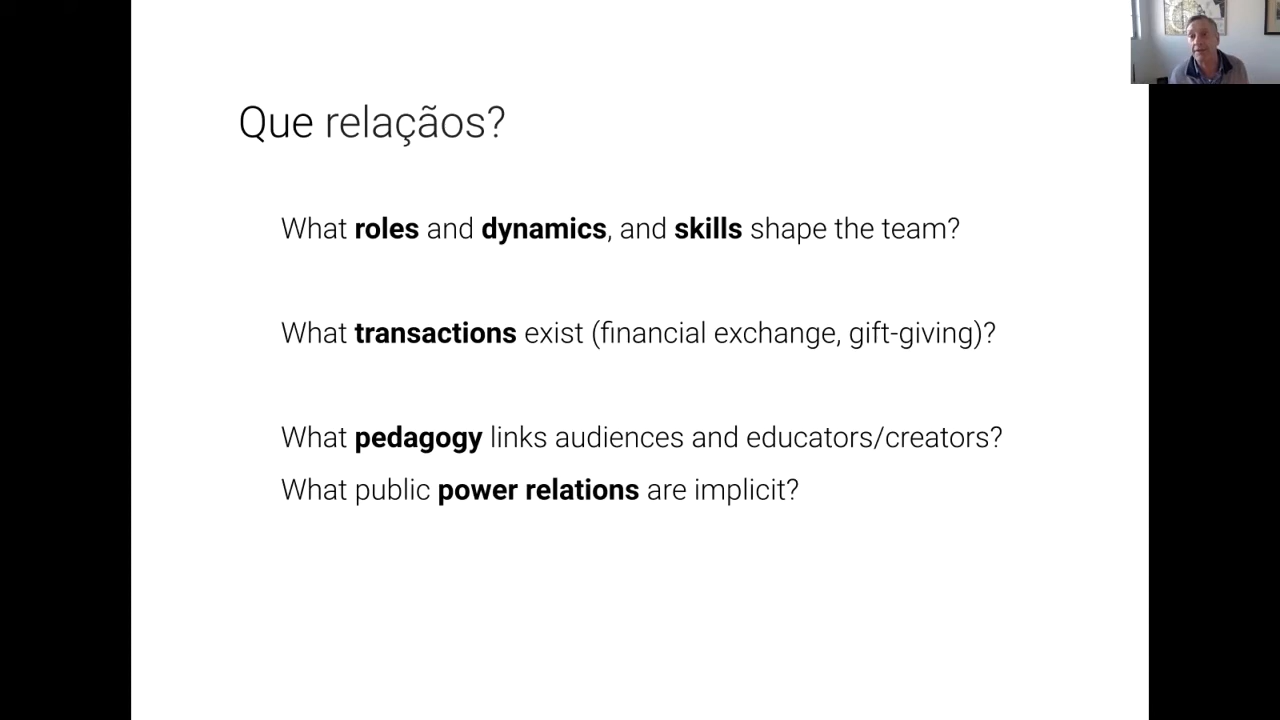 Que relaçãos?
What roles and dynamics, and skills shape the team?
What transactions exist (financial exchange, gift-giving)?
What pedagogy links audiences and educators/creators?
What public power relations are implicit?